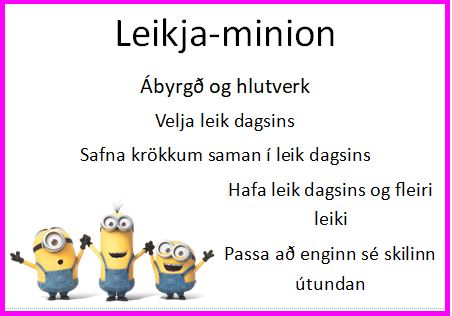 Leikja-minion
Ábyrgð og hlutverk
Velja leik dagsins
Safna krökkum saman í leik dagsins
Hafa leik dagsins og fleiri
leiki
Passa að enginn sé skilinn
útundan